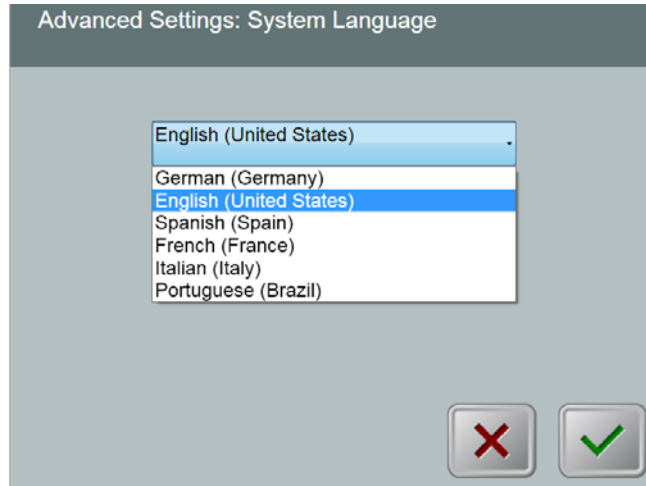 Advanced Settings: System Language
English (United States)
German (Germany)
English (United States)
Spanish (Spain)
French (France)
Italian (Italy)
Portuguese (Brazil)